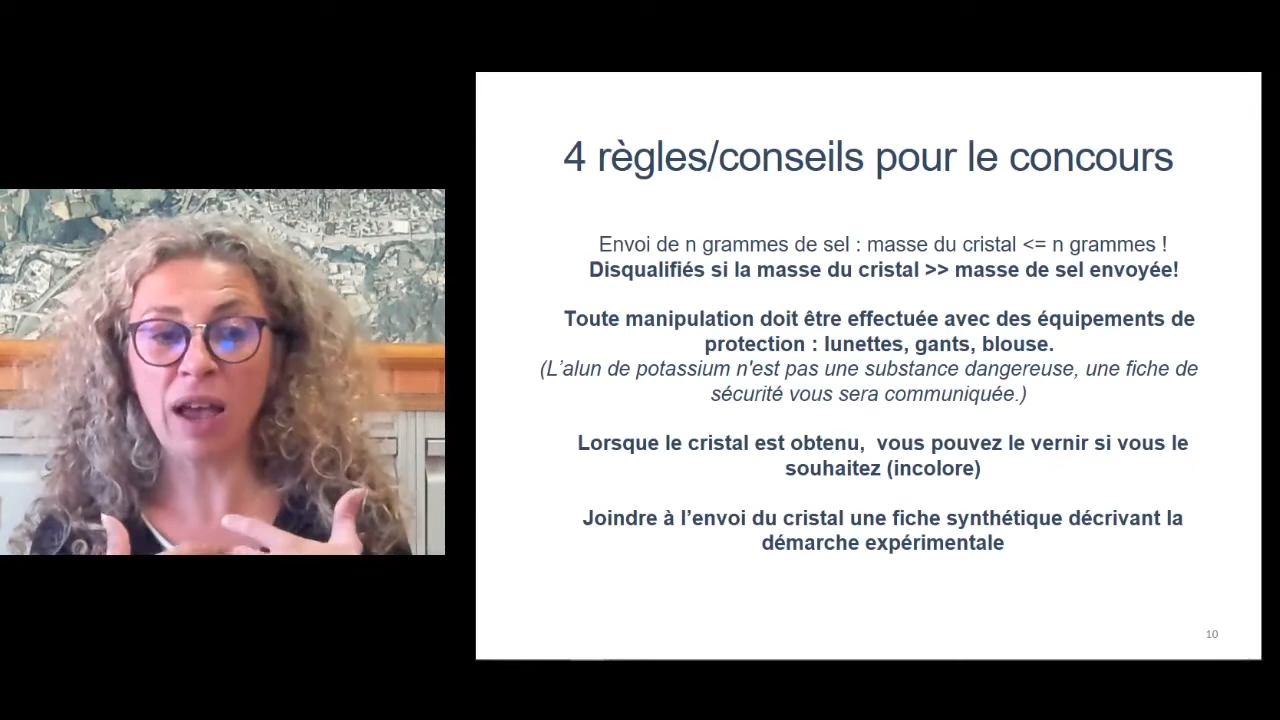 4 règles/conseils pour le concours
Envoi de n grammes de sel : masse du cristal <= n grammes !
Disqualifiés si la masse du cristal >> masse de sel envoyée!
Toute manipulation doit être effectuée avec des équipements de
protection : lunettes, gants, blouse.
(L’alun de potassium n'est pas une substance dangereuse, une fiche de
sécurité vous sera communiquée.)
Lorsque le cristal est obtenu,  vous pouvez le vernir si vous le
souhaitez (incolore)
Joindre à l’envoi du cristal une fiche synthétique décrivant la
démarche expérimentale
10